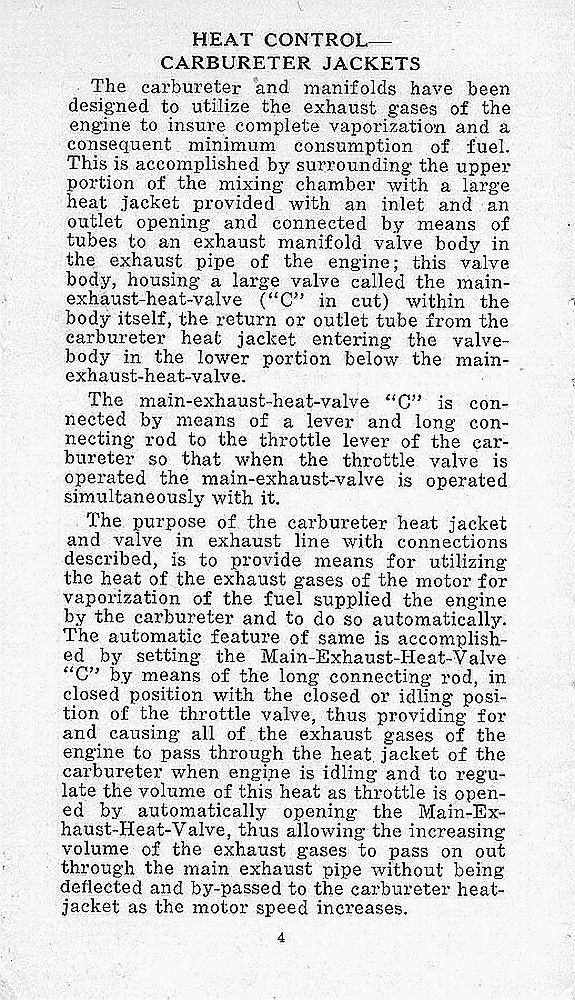 HEAT CONTROL—
CARBURETER JACKETS
The carbureter and manifolds have been
designed to utilize the exhaust gases of the
engine to insure complete vaporization and a
consequent minimum consumption of fuel.
This is accomplished by surrounding the upper
portion of the mixing chamber with a large
heat jacket provided with an inlet and an
outlet opening and connected by means of
tubes to an exhaust manifold valve body in
the exhaust pipe of the engine; this valve
body, housing a large valve called the main-
exhaust-heat-valve (“C” in cut) within the
body itself, the return or outlet tube from the
carbureter heat jacket entering the valve-
body in the lower portion below the main-
exhaust-heat-valve.
The main-exhaust-heat-valve “C” is con-
nected by means of a lever and long con-
necting rod to the throttle lever of the car-
bureter so that when the throttle valve is
operated the main-exhaust-valve is operated
simultaneously with it.
The purpose of the carbureter heat jacket
and valve in exhaust line with connections
described, is to provide means for utilizing
the heat of the exhaust gases of the motor for
vaporization of the fuel supplied the engine
by the carbureter and to do so automatically.
The automatic feature of same is accomplish-
ed by setting the Main-Exhaust-Heat-Valve
“C” by means of the long connecting rod, in
closed position with the closed or idling posi-
tion of the throttle valve, thus providing for
and causing all of the exhaust gases of the
engine to pass through the heat jacket of the
carbureter when engine is idling and to regu-
late the volume of this heat as throttle is open-
ed by automatically opening the Main-Ex-
haust-Heat-Valve, thus allowing the increasing
volume of the exhaust gases to pass on out
through the main exhaust pipe without being
deflected and by-passed to the carbureter heat-
jacket as the motor speed increases.
4